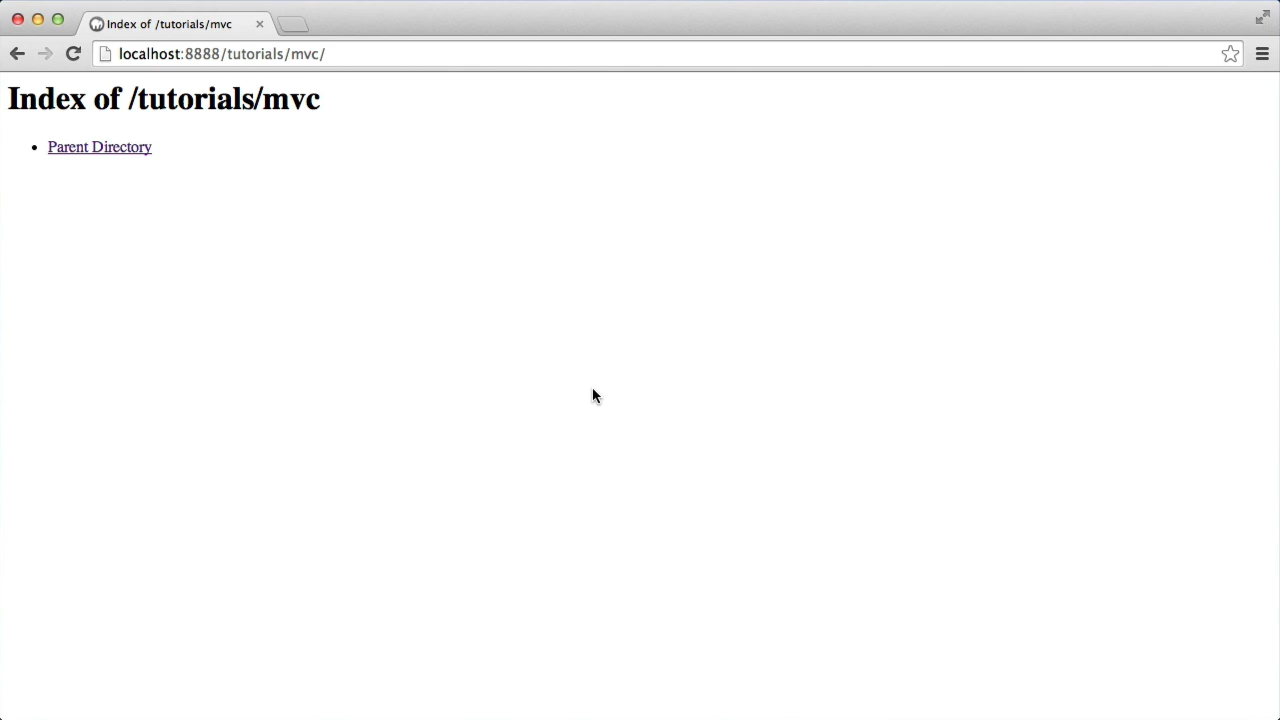 Index of /tutorials/mvc
localhost:8888/tutorials/mvc/
Index of /tutorials/mvc
Parent Directory